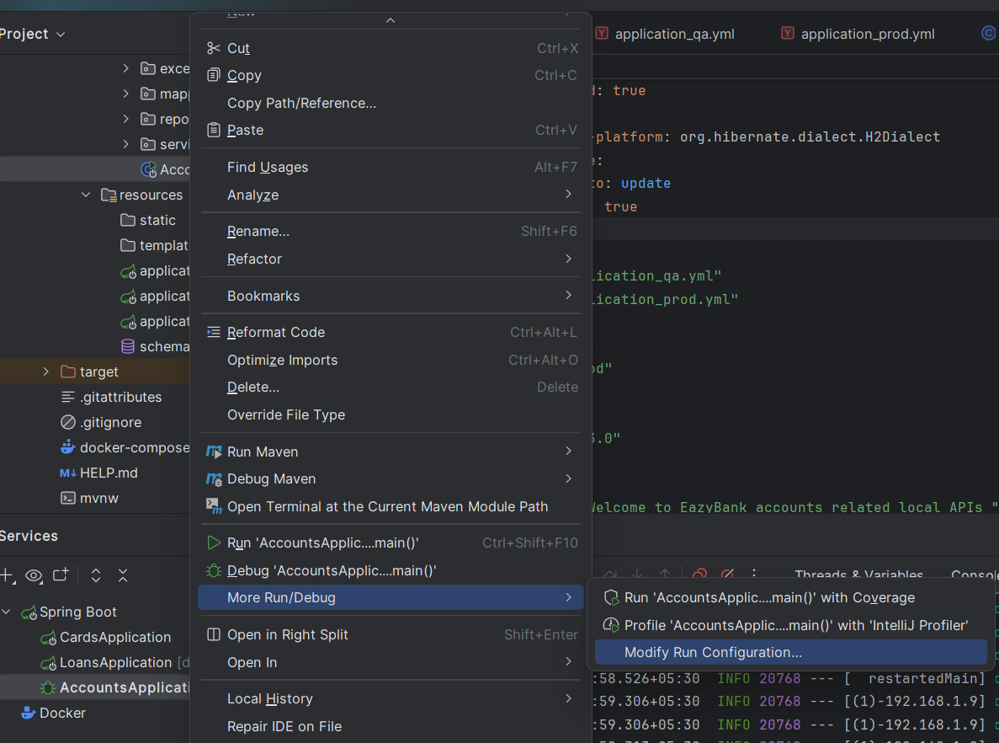 Project
application_qa.yml
application_prod.yml
exce
mapp
repo
servi
Acco
resources
static
templat
applicat
applicat
applicat
schema
target
.gitattributes
.gitignore
docker-compose
HELP.md
mvnw
Services
Spring Boot
CardsApplication
LoansApplication [d
AccountsApplicati
Docker
New
Cut Ctrl+X
Copy Ctrl+C
Copy Path/Reference...
Paste Ctrl+V
Find Usages Alt+F7
Analyze
Rename... Shift+F6
Refactor
Bookmarks
Reformat Code Ctrl+Alt+L
Optimize Imports Ctrl+Alt+O
Delete... Delete
Override File Type
Run Maven
Debug Maven
Open Terminal at the Current Maven Module Path
Run 'AccountsApplic....main()' Ctrl+Shift+F10
Debug 'AccountsApplic....main()'
More Run/Debug
Open in Right Split Shift+Enter
Open In
Local History
Repair IDE on File
: true
-platform: org.hibernate.dialect.H2Dialect
e:
to: update
true
lication_qa.yml"
lication_prod.yml"
od"
3.0"
Welcome to EazyBank accounts related local APIs "
Threads & Variables Consol
Run 'AccountsApplic....main()' with Coverage
Profile 'AccountsApplic....main()' with 'IntelliJ Profiler'
Modify Run Configuration...
:58.526+05:30 INFO 20768 --- [ restartedMain]
:59.306+05:30 INFO 20768 --- [(1)-192.168.1.9]
:59.306+05:30 INFO 20768 --- [(1)-192.168.1.9]